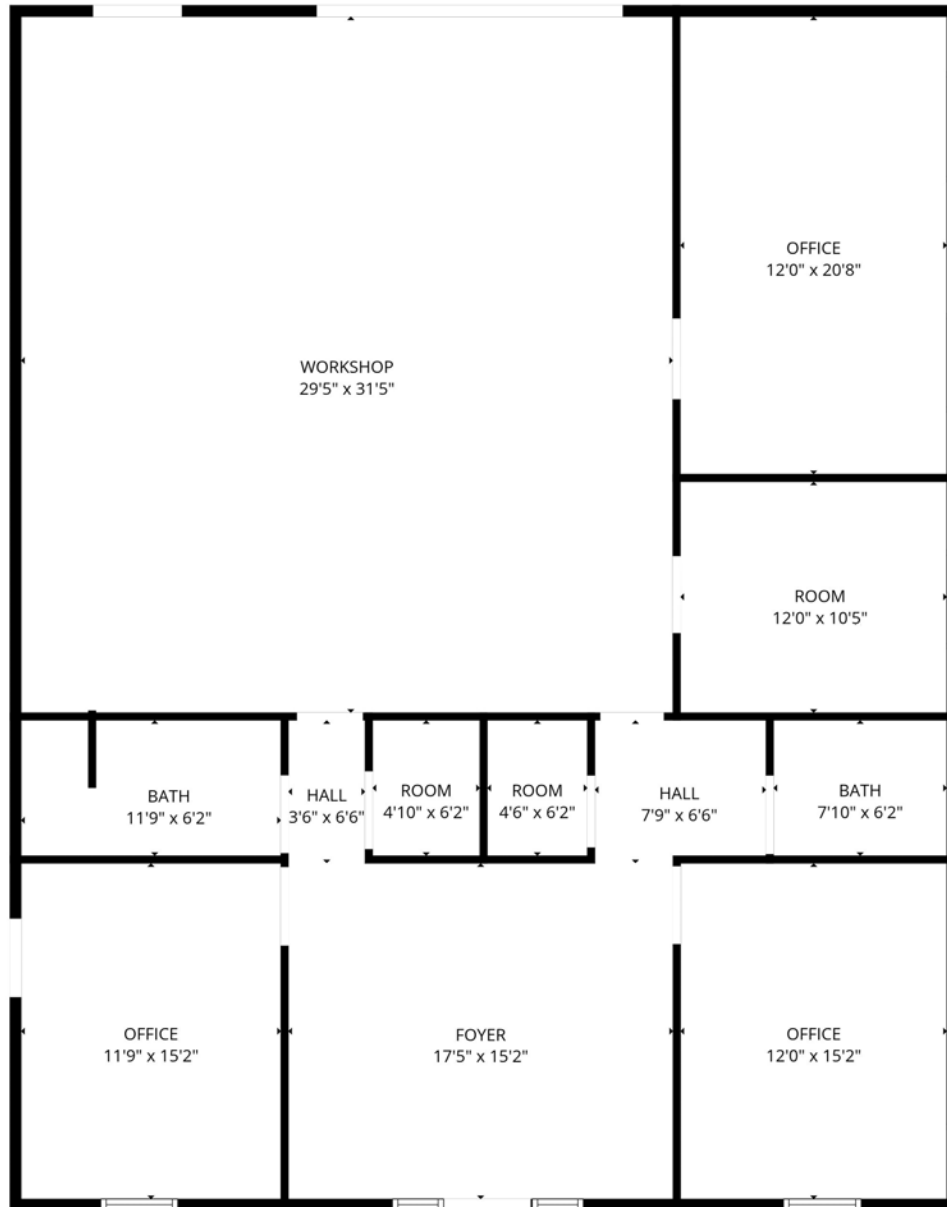 OFFICE
12'0" x 20'8"
WORKSHOP
29'5" x 31'5"
ROOM
12'0" x 10'5"
BATH
11'9" x 6'2"
HALL
3'6" x 6'6"
ROOM
4'10" x 6'2"
ROOM
4'6" x 6'2"
HALL
7'9" x 6'6"
BATH
7'10" x 6'2"
OFFICE
11'9" x 15'2"
FOYER
17'5" x 15'2"
OFFICE
12'0" x 15'2"